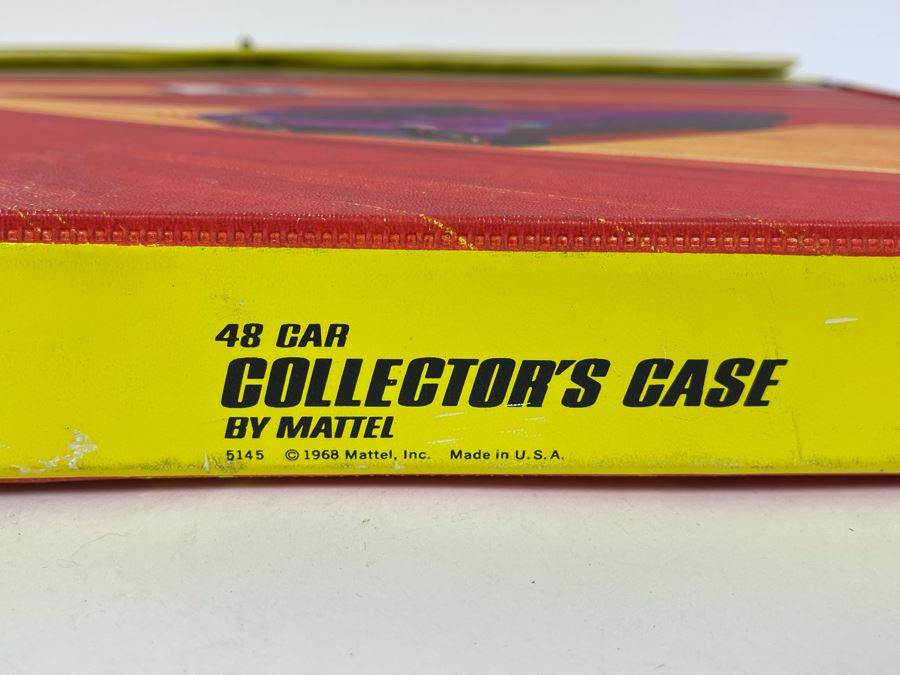 48 CAR
COLLECTOR'S CASE
BY MATTEL
5145 ©1968 Mattel, Inc. Made in U.S.A.